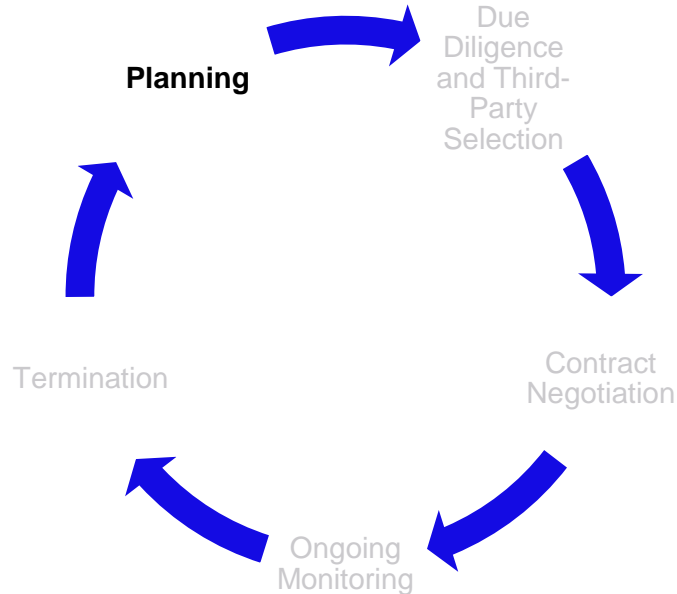 Planning
Due
Diligence
and Third-
Party
Selection
Contract
Negotiation
Ongoing
Monitoring
Termination